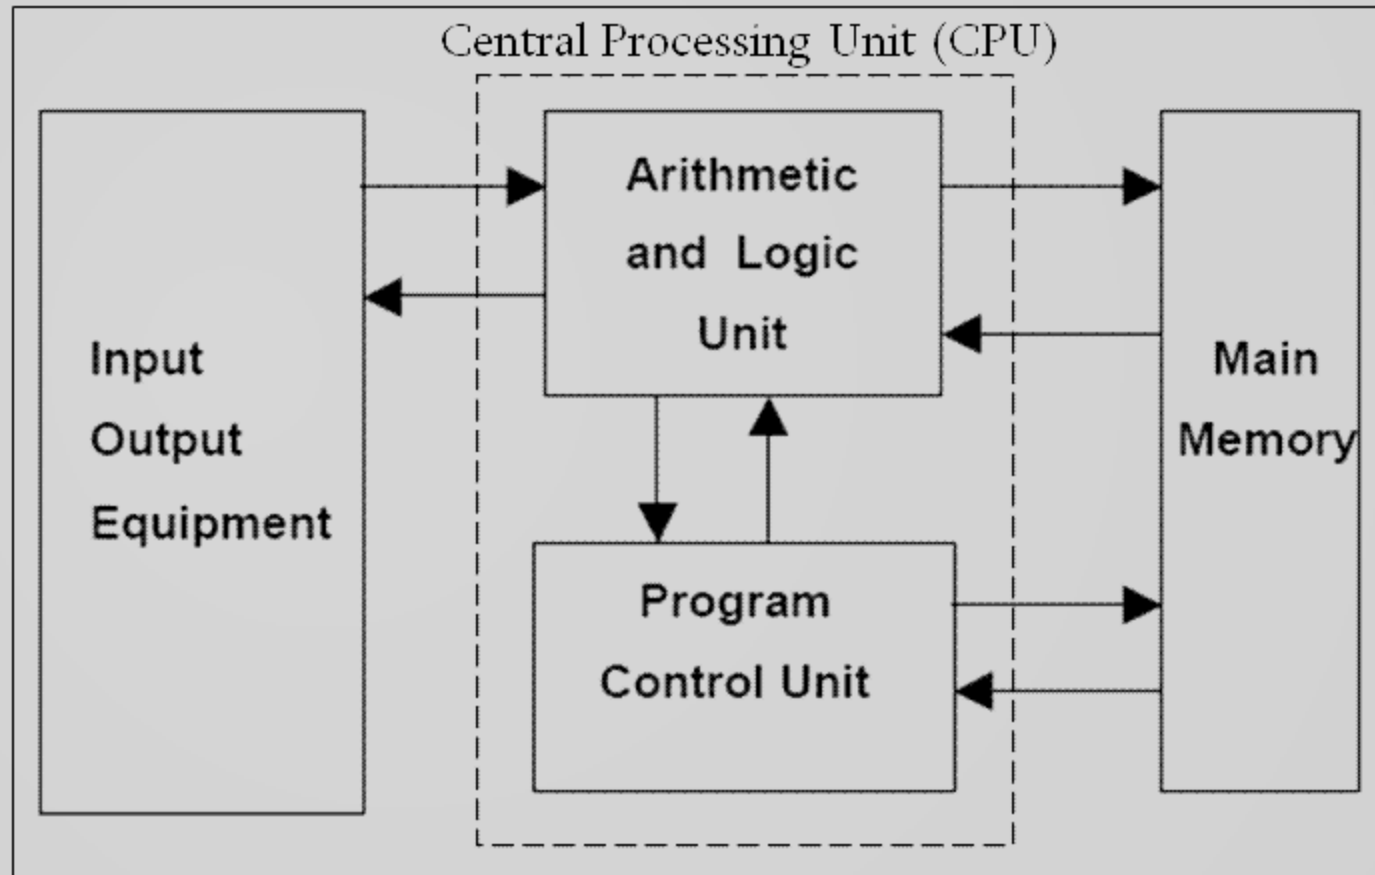 Central Processing Unit (CPU)
Input
Output
Equipment
Arithmetic
and Logic
Unit
Program
Control Unit
Main
Memory